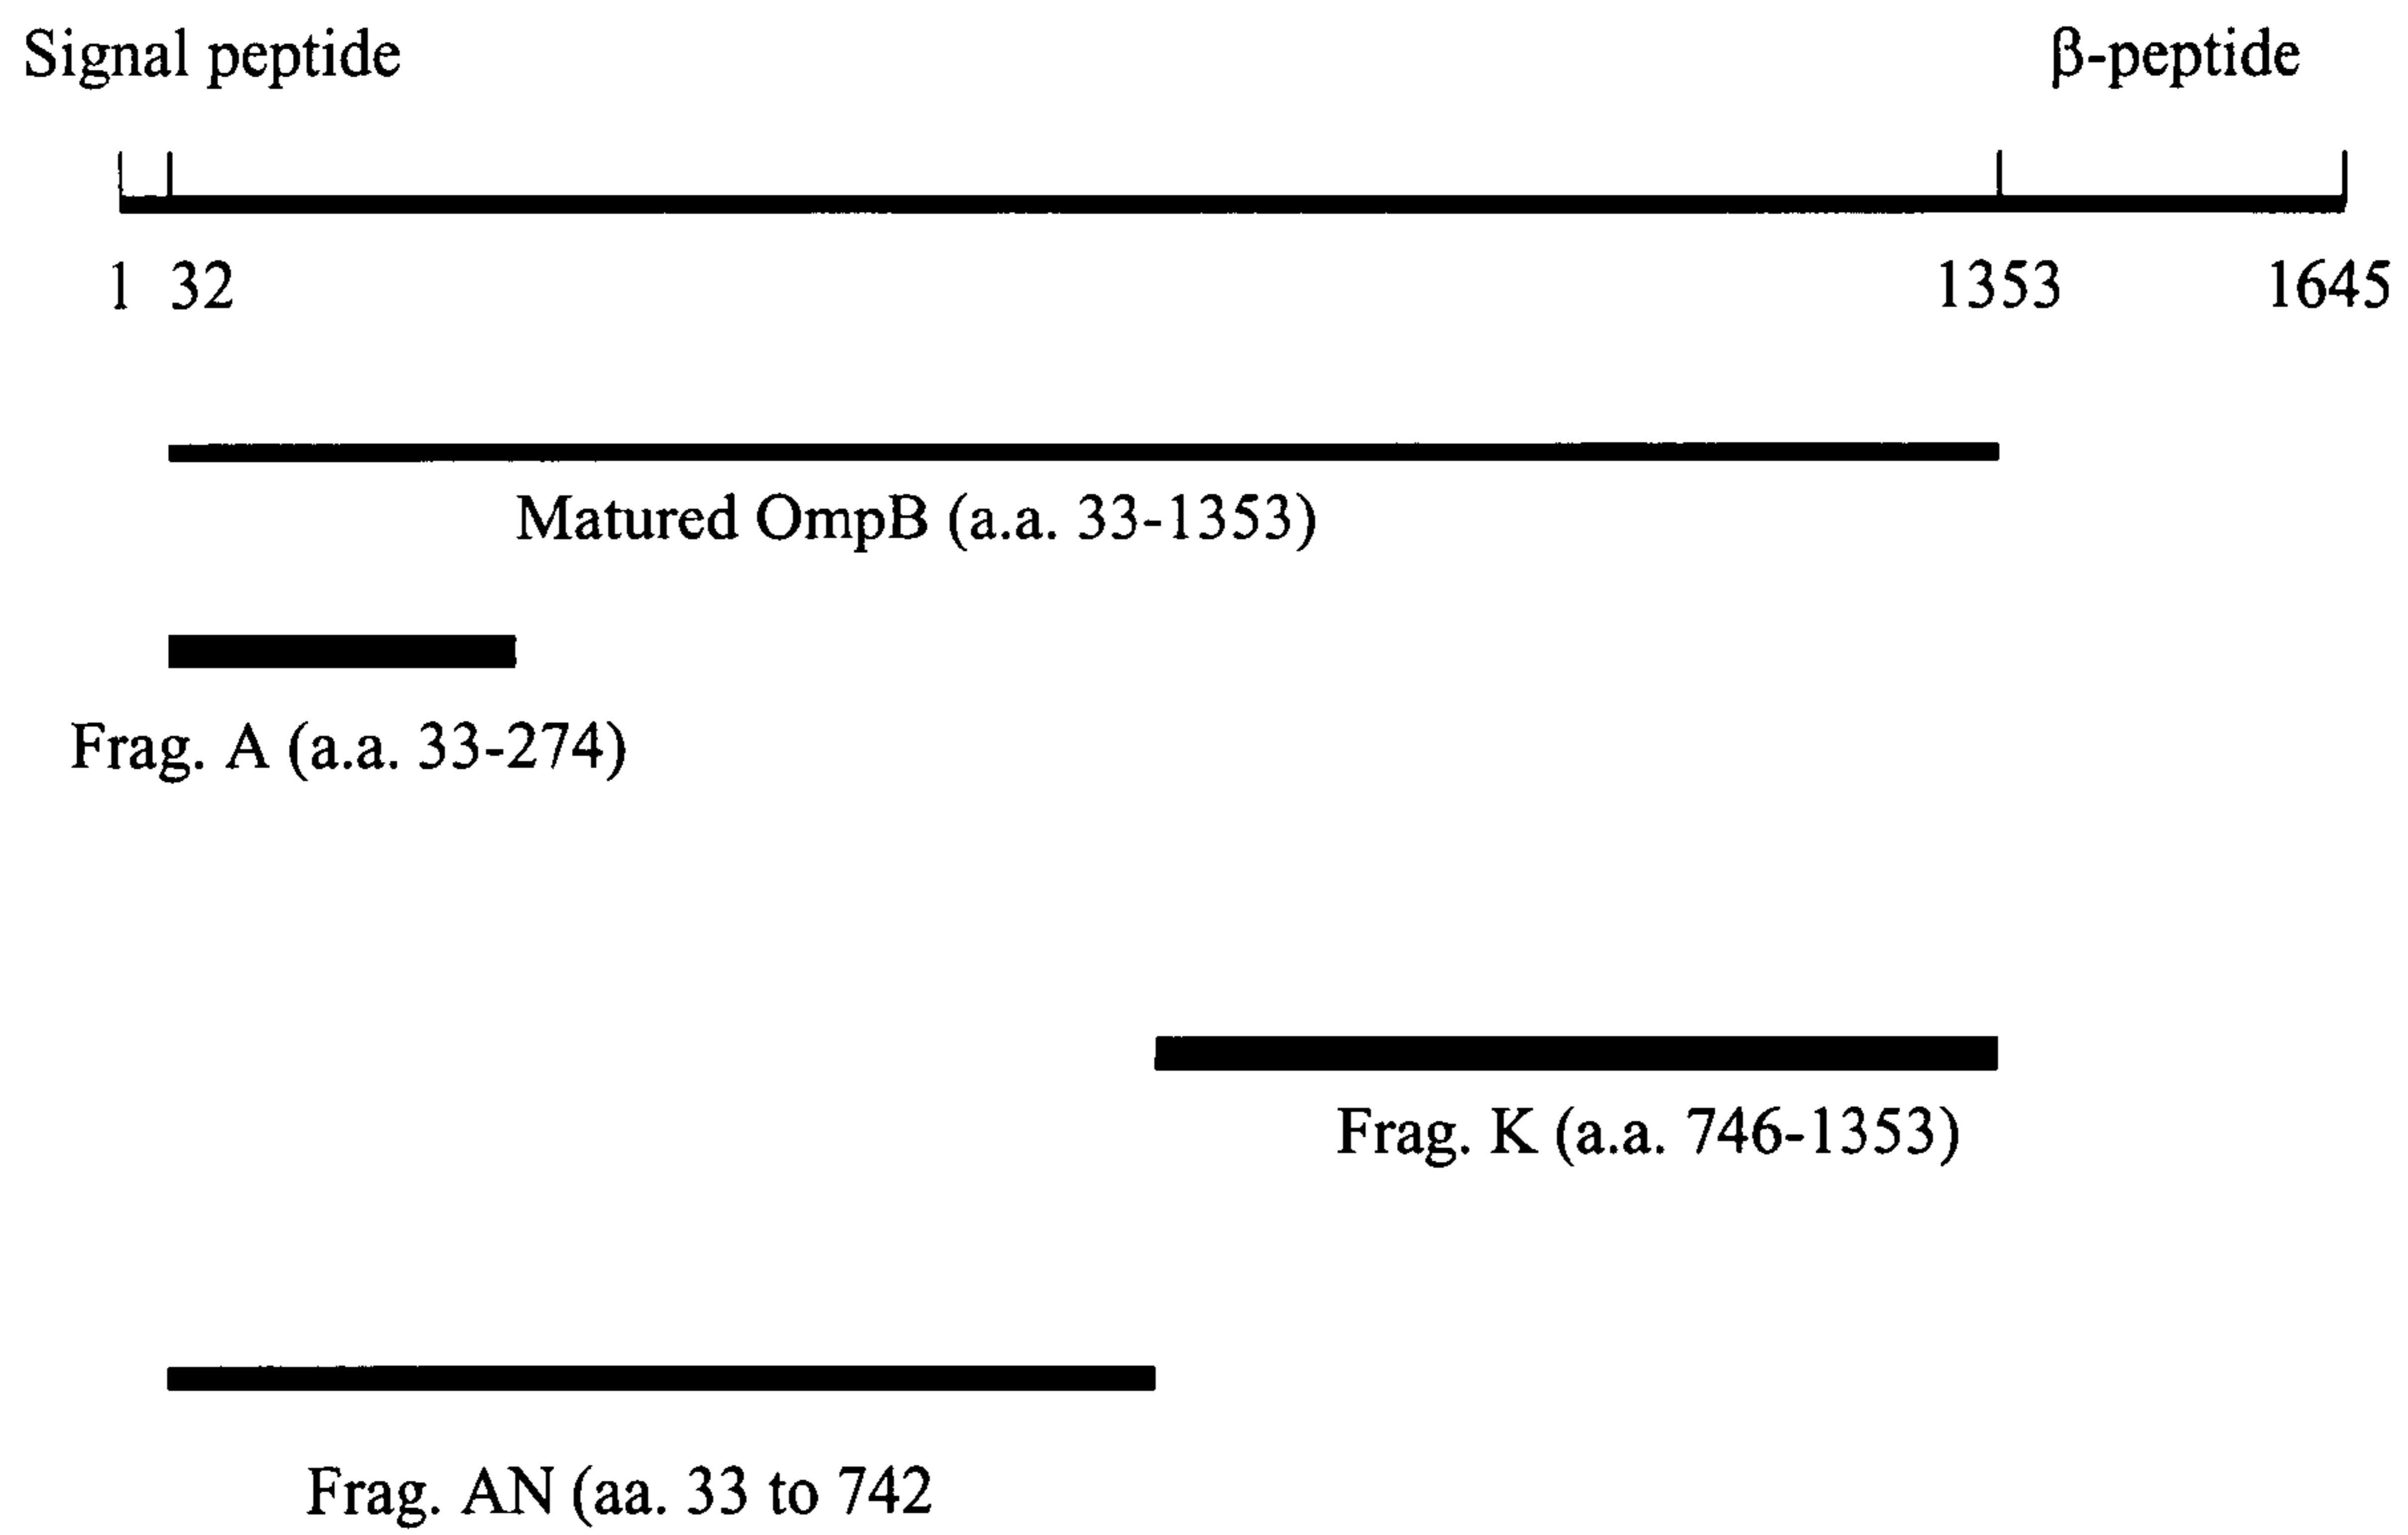 Signal peptide β-peptide
1 32 1353 1645
Matured OmpB (a.a. 33-1353)
Frag. A (a.a. 33-274)
Frag. K (a.a. 746-1353)
Frag. AN (aa. 33 to 742